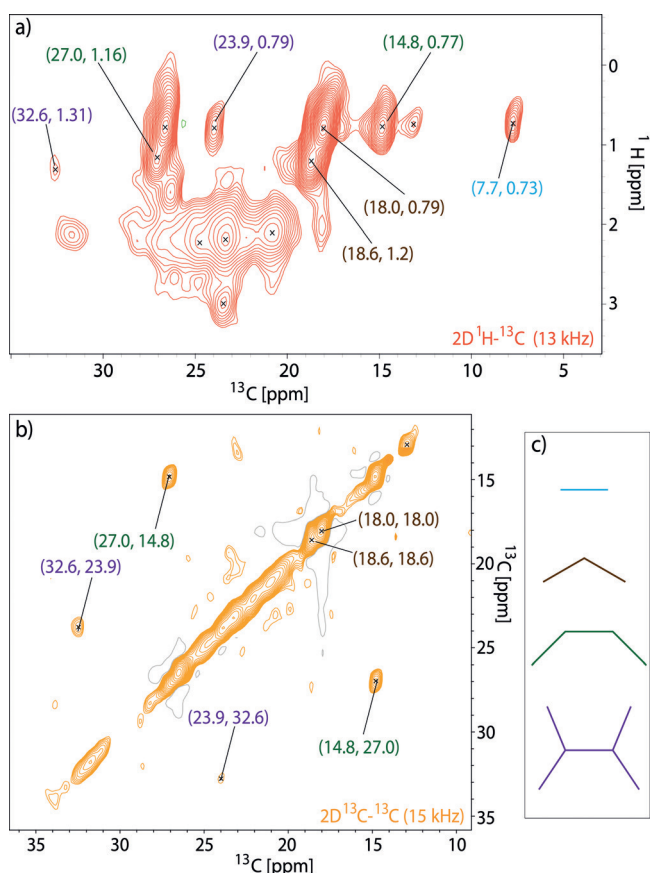 a)
(27.0, 1.16)
(23.9, 0.79)
(14.8, 0.77)
(32.6, 1.31)
(7.7, 0.73)
(18.0, 0.79)
(18.6, 1.2)
0
1
2
3
¹H [ppm]
2D ¹H-¹³C (13 kHz)
30 25 20 15 10 5
¹³C [ppm]
b)
c)
(27.0, 14.8)
(18.0, 18.0)
(18.6, 18.6)
(32.6, 23.9)
(23.9, 32.6)
(14.8, 27.0)
15
20
25
30
35
¹³C [ppm]
2D ¹³C-¹³C (15 kHz)
35 30 25 20 15 10
¹³C [ppm]